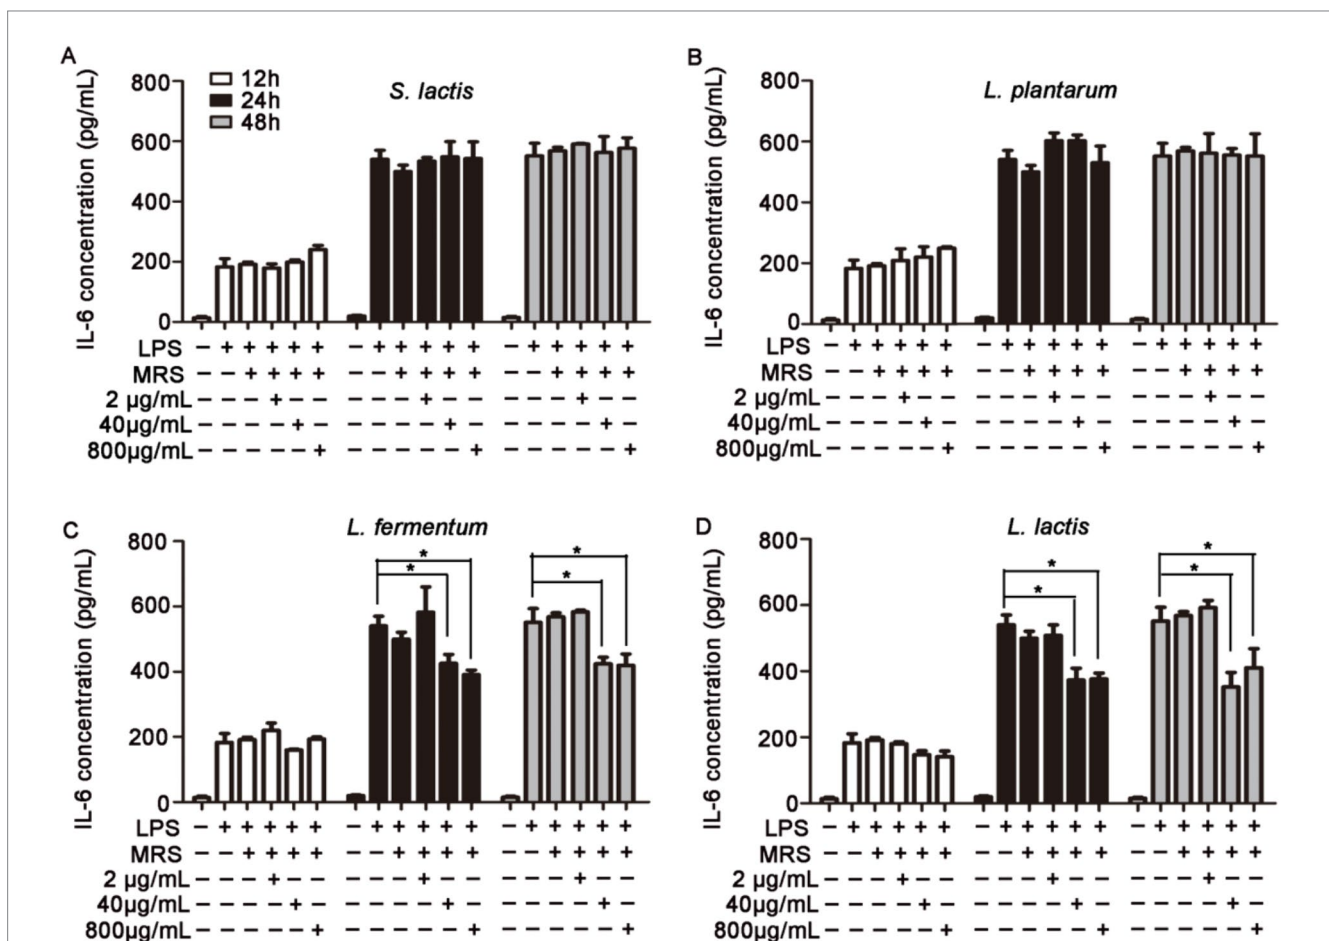 A
IL-6 concentration (pg/mL)
S. lactis
12h
24h
48h
800
600
400
200
0
LPS − + + + + + − + + + + + − + + + + +
MRS − − + + + + − − + + + + − − + + + +
2 µg/mL − − − + − − − − − + − − − − − + − −
40µg/mL − − − − + − − − − − + − − − − − + −
800µg/mL − − − − − + − − − − − + − − − − − +
B
IL-6 concentration (pg/mL)
L. plantarum
800
600
400
200
0
LPS − + + + + + − + + + + + − + + + + +
MRS − − + + + + − − + + + + − − + + + +
2 µg/mL − − − + − − − − − + − − − − − + − −
40µg/mL − − − − + − − − − − + − − − − − + −
800µg/mL − − − − − + − − − − − + − − − − − +
C
IL-6 concentration (pg/mL)
L. fermentum
800
600
400
200
0
* * * *
LPS − + + + + + − + + + + + − + + + + +
MRS − − + + + + − − + + + + − − + + + +
2 µg/mL − − − + − − − − − + − − − − − + − −
40µg/mL − − − − + − − − − − + − − − − − + −
800µg/mL − − − − − + − − − − − + − − − − − +
D
IL-6 concentration (pg/mL)
L. lactis
800
600
400
200
0
* * * *
LPS − + + + + + − + + + + + − + + + + +
MRS − − + + + + − − + + + + − − + + + +
2 µg/mL − − − + − − − − − + − − − − − + − −
40µg/mL − − − − + − − − − − + − − − − − + −
800µg/mL − − − − − + − − − − − + − − − − − +